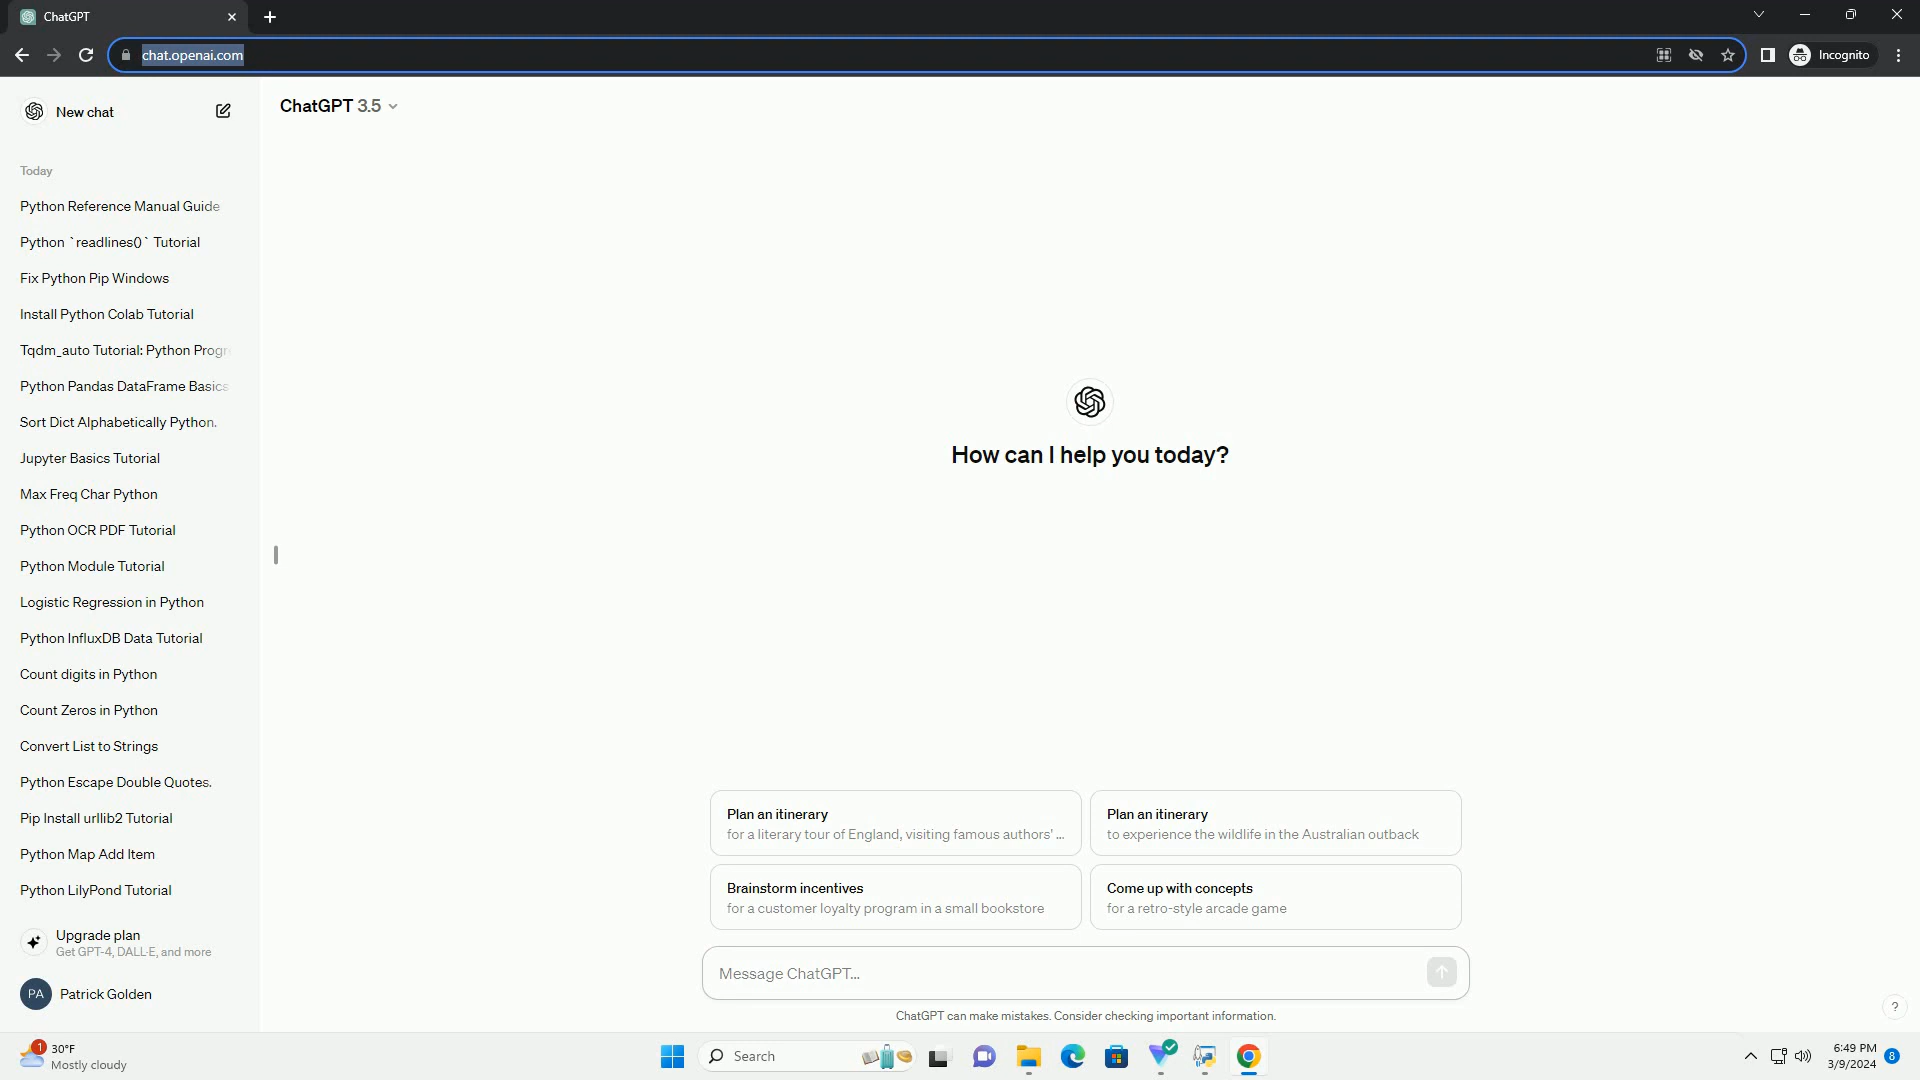 ChatGPT
chat.openai.com
Incognito
New chat
ChatGPT 3.5
Today
Python Reference Manual Guide
Python `readlines()` Tutorial
Fix Python Pip Windows
Install Python Colab Tutorial
Tqdm_auto Tutorial: Python Progr
Python Pandas DataFrame Basics
Sort Dict Alphabetically Python.
Jupyter Basics Tutorial
Max Freq Char Python
Python OCR PDF Tutorial
Python Module Tutorial
Logistic Regression in Python
Python InfluxDB Data Tutorial
Count digits in Python
Count Zeros in Python
Convert List to Strings
Python Escape Double Quotes.
Pip Install urllib2 Tutorial
Python Map Add Item
Python LilyPond Tutorial
Upgrade plan
Get GPT-4, DALL·E, and more
PA Patrick Golden
How can I help you today?
Plan an itinerary
for a literary tour of England, visiting famous authors' ...
Plan an itinerary
to experience the wildlife in the Australian outback
Brainstorm incentives
for a customer loyalty program in a small bookstore
Come up with concepts
for a retro-style arcade game
Message ChatGPT...
ChatGPT can make mistakes. Consider checking important information.
?
1
30°F
Mostly cloudy
Search
6:49 PM
3/9/2024
8